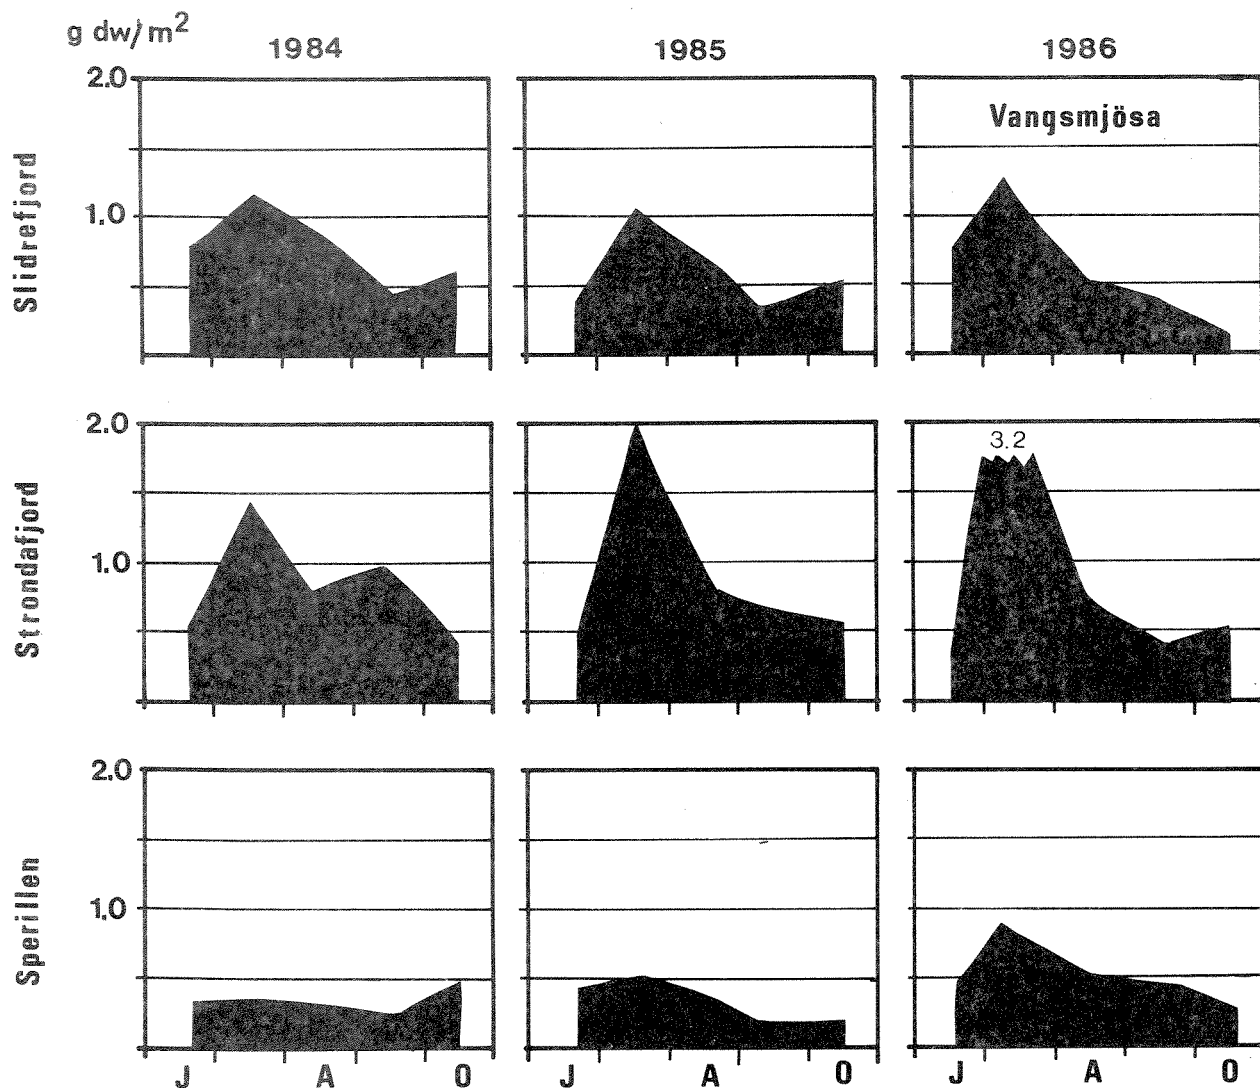 g dw/m²
1984 1985 1986
2.0
Vangsmjösa
1.0
Slidrefjord
2.0
3.2
1.0
Strondafjord
2.0
1.0
Sperillen
J A O J A O J A O